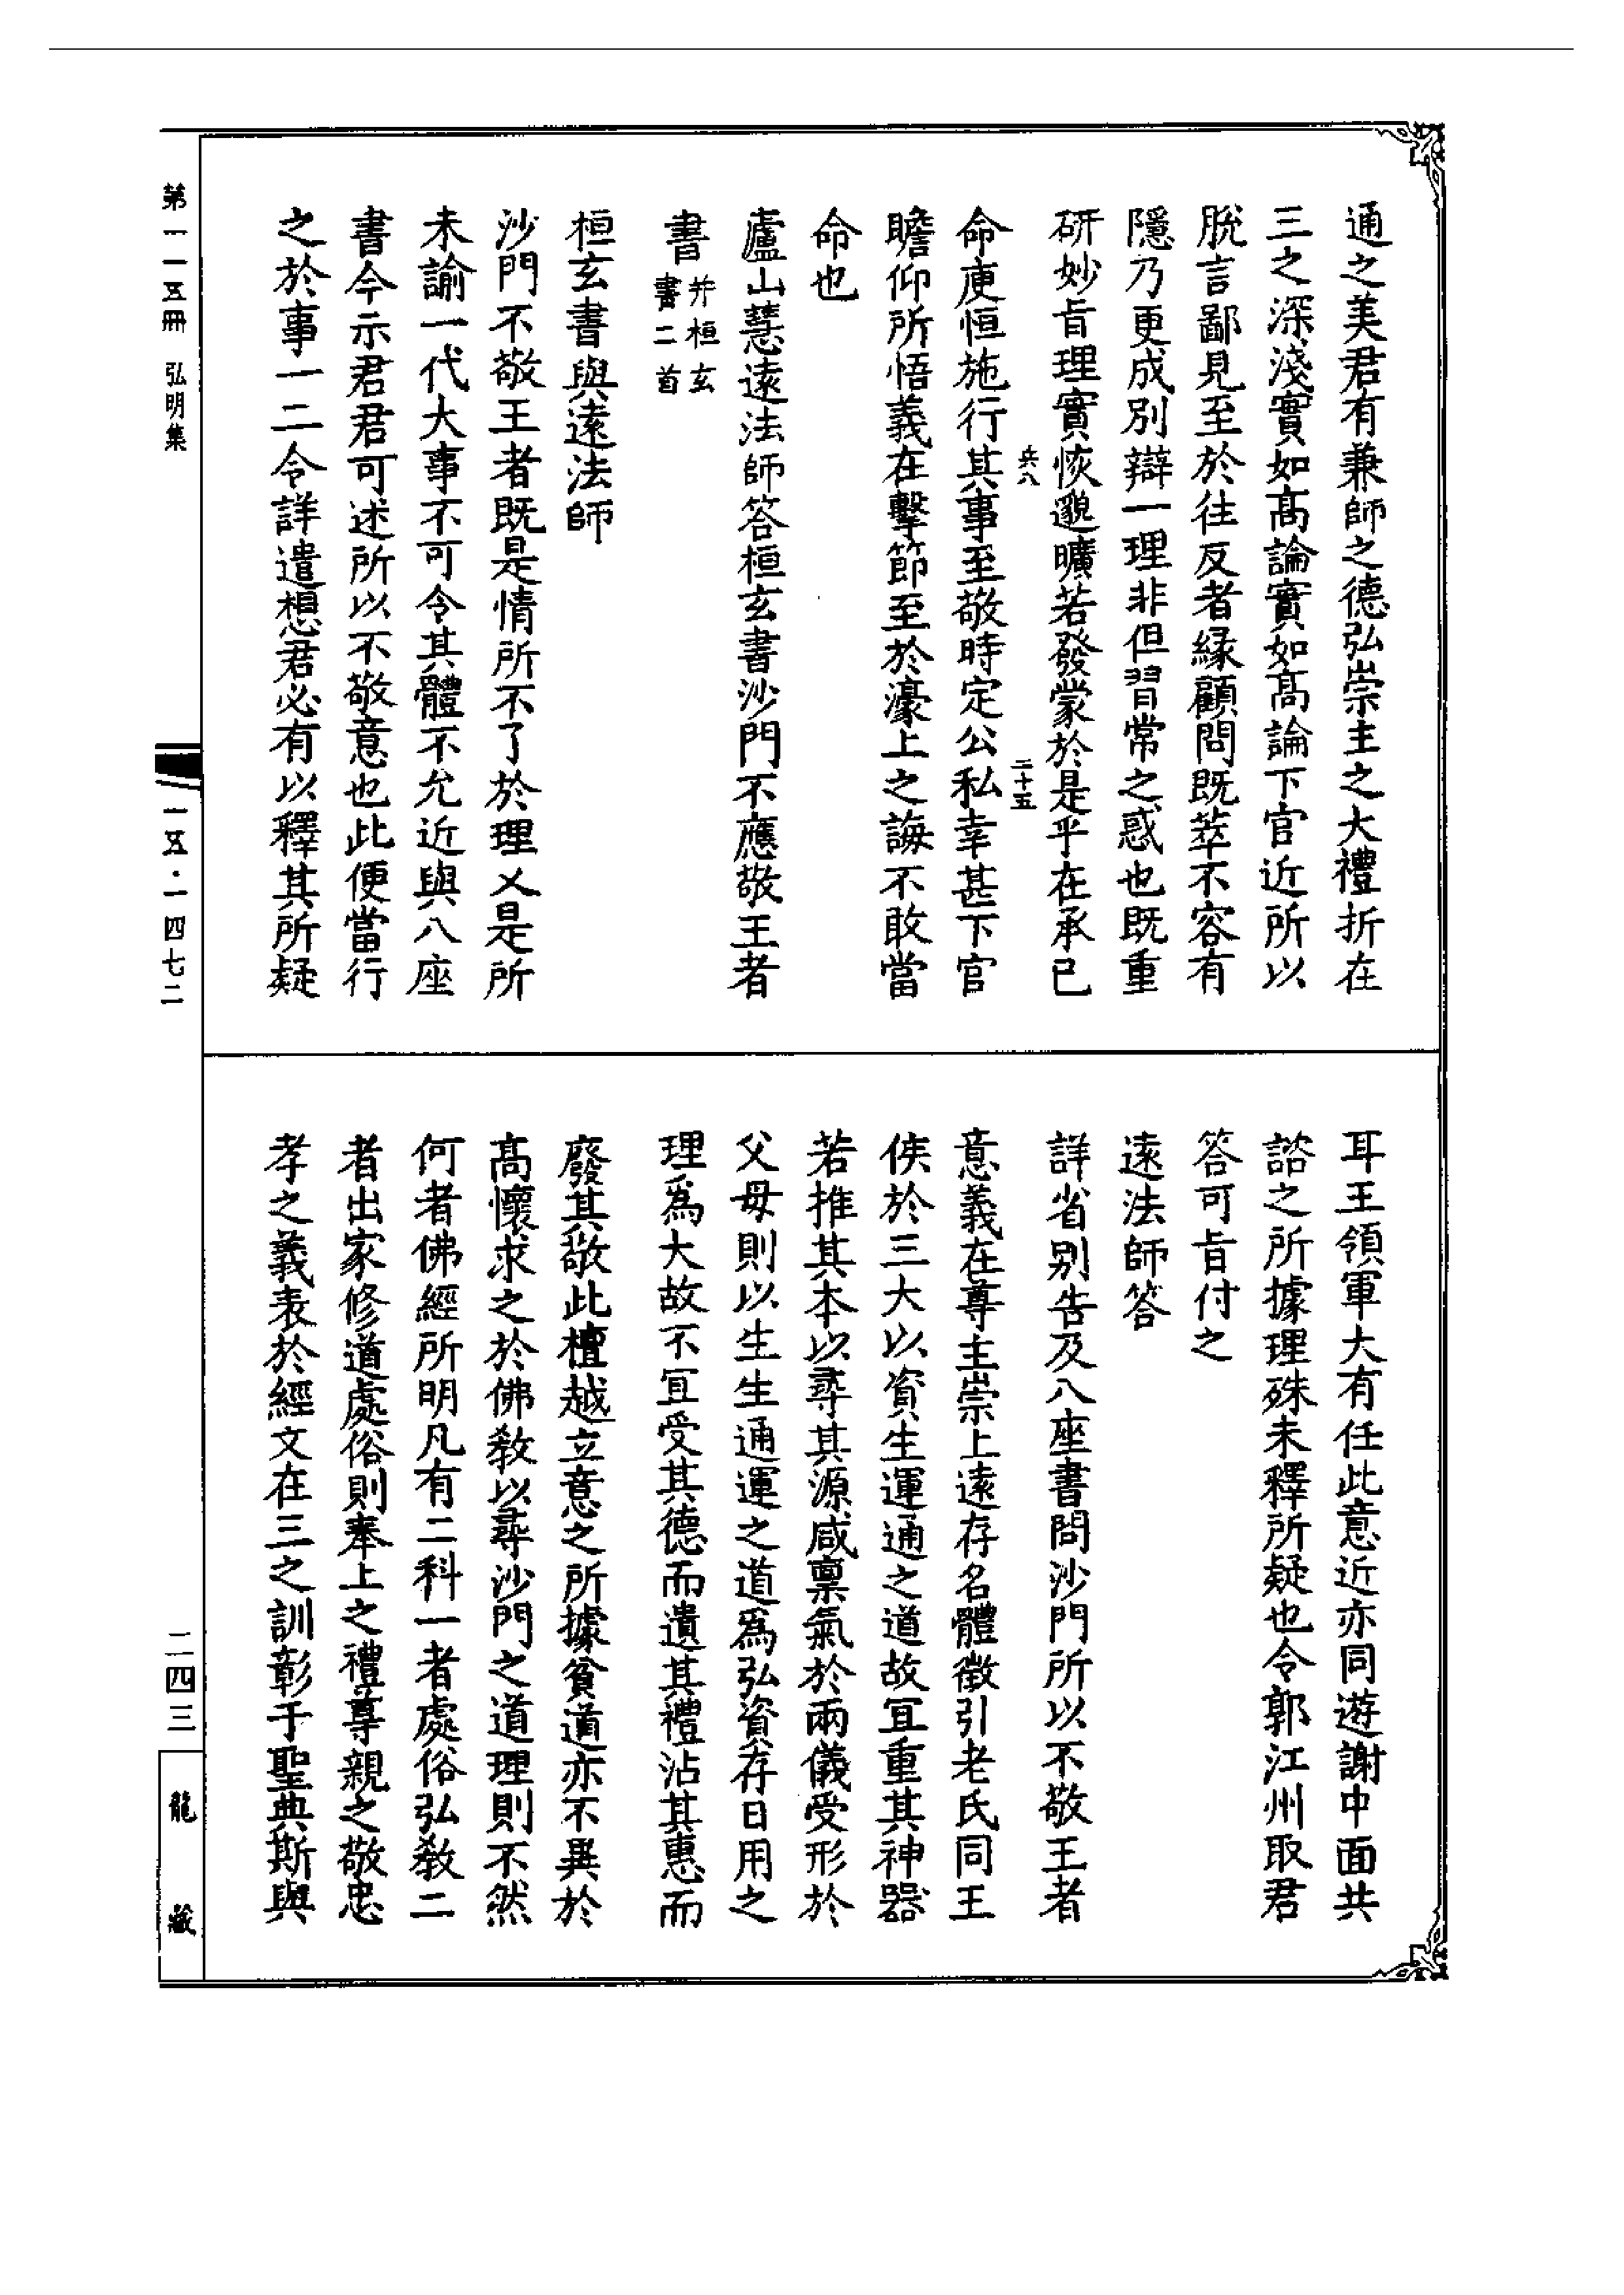 通之美君有兼師之德弘崇主之大禮折在
三之深淺實如髙論實如髙論下官近所以
脫言鄙見至於往反者緣顧問既萃不容有
隱乃更成別辯一理非但習常之惑也既重
研妙旨理實恢邈曠若發蒙於是乎在承已
兵八
二十五
命庾恒施行其事至敬時定公私幸甚下官
瞻仰所悟義在擊節至於濠上之誨不敢當
命也
廬山慧遠法師答桓玄書沙門不應敬王者
書
并桓玄
書二首
桓玄書與遠法師
沙門不敬王者既是情所不了於理又是所
未諭一代大事不可令其體不允近與八座
書今示君君可述所以不敬意也此便當行
之於事一二令詳遣想君必有以釋其所疑
耳王領軍大有任此意近亦同遊謝中面共
諮之所據理殊未釋所疑也令郭江州取君
答可旨付之
遠法師答
詳省別告及八座書問沙門所以不敬王者
意義在尊主崇上遠存名體徵引老氏同王
侯於三大以資生運通之道故宜重其神器
若推其本以尋其源咸稟氣於兩儀受形於
父母則以生生通運之道為弘資存日用之
理為大故不宜受其德而遺其禮沾其惠而
廢其敬此檀越立意之所據貧道亦不異於
髙懷求之於佛教以尋沙門之道理則不然
何者佛經所明凡有二科一者處俗弘教二
者出家修道處俗則奉上之禮尊親之敬忠
孝之義表於經文在三之訓彰于聖典斯與
第一一五冊 弘明集
一五·一四七二
二四三
龍藏